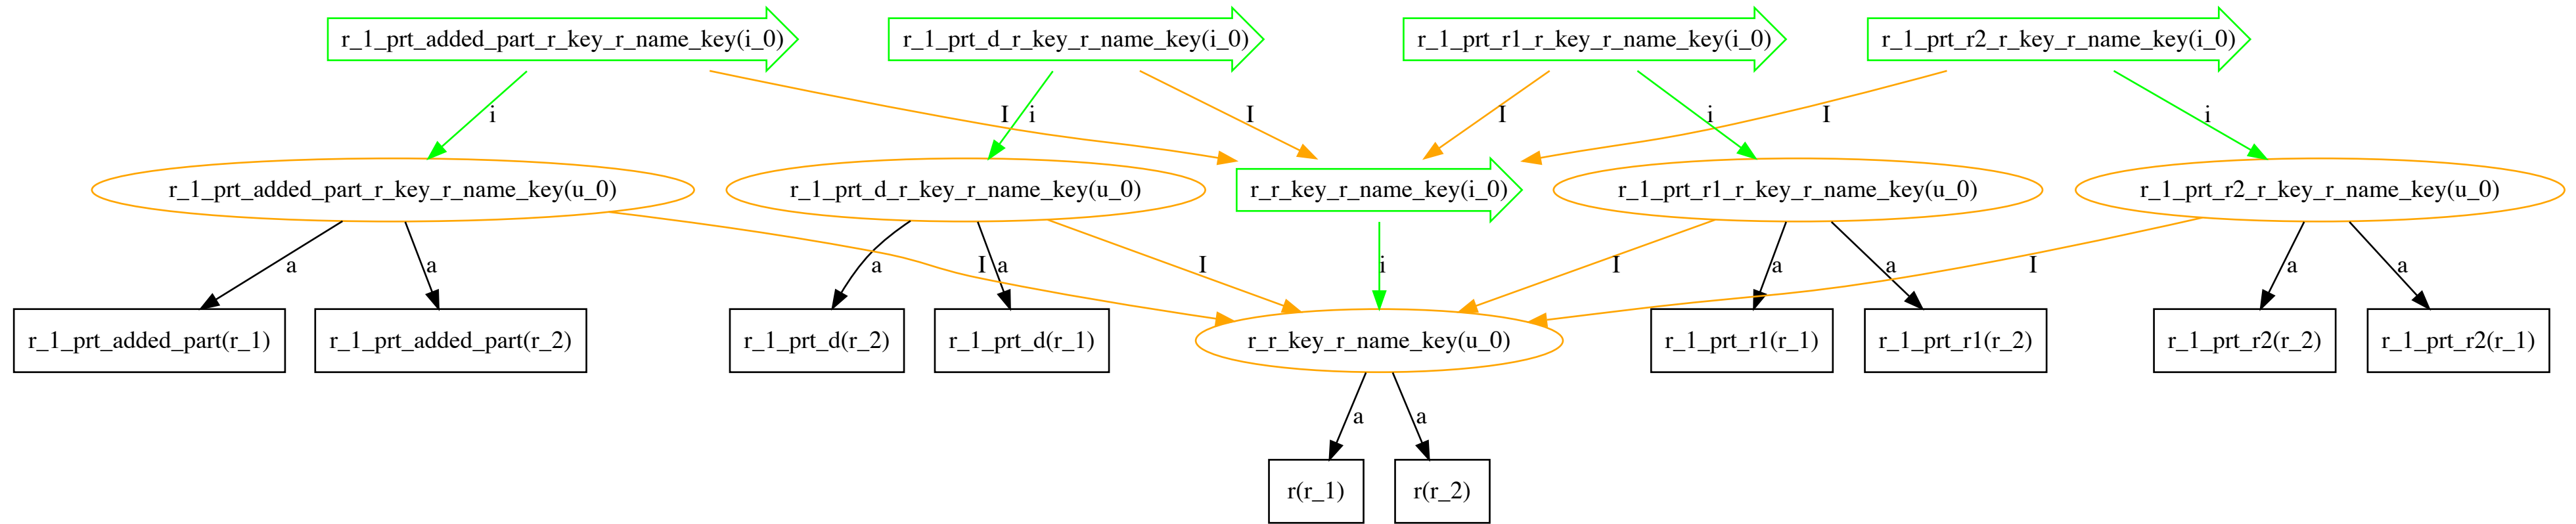 r_1_prt_added_part_r_key_r_name_key(i_0)
r_1_prt_d_r_key_r_name_key(i_0)
r_1_prt_r1_r_key_r_name_key(i_0)
r_1_prt_r2_r_key_r_name_key(i_0)
i
I
i
I
I
i
I
i
r_1_prt_added_part_r_key_r_name_key(u_0)
r_1_prt_d_r_key_r_name_key(u_0)
r_r_key_r_name_key(i_0)
r_1_prt_r1_r_key_r_name_key(u_0)
r_1_prt_r2_r_key_r_name_key(u_0)
a
a
a
I
a
I
i
I
a
a
I
a
a
r_1_prt_added_part(r_1)
r_1_prt_added_part(r_2)
r_1_prt_d(r_2)
r_1_prt_d(r_1)
r_r_key_r_name_key(u_0)
r_1_prt_r1(r_1)
r_1_prt_r1(r_2)
r_1_prt_r2(r_2)
r_1_prt_r2(r_1)
a
a
r(r_1)
r(r_2)